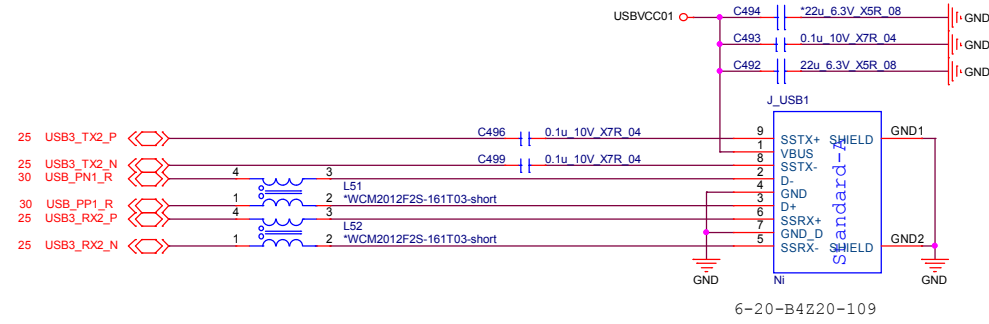 USBVCC01
C494 *22u_6.3V_X5R_08 GND
C493 0.1u_10V_X7R_04 GND
C492 22u_6.3V_X5R_08 GND
J_USB1
25 USB3_TX2_P C496 0.1u_10V_X7R_04 9 SSTX+ SHIELD GND1
1 VBUS
25 USB3_TX2_N C499 0.1u_10V_X7R_04 8 SSTX-
30 USB_PN1_R 4 3 2 D-
L51 4 GND
30 USB_PP1_R 1 2 *WCM2012F2S-161T03-short 3 D+
25 USB3_RX2_P 4 3 6 SSRX+
L52 7 GND_D
25 USB3_RX2_N 1 2 *WCM2012F2S-161T03-short 5 SSRX- SHIELD GND2
Standard-A
GND Ni GND
6-20-B4Z20-109